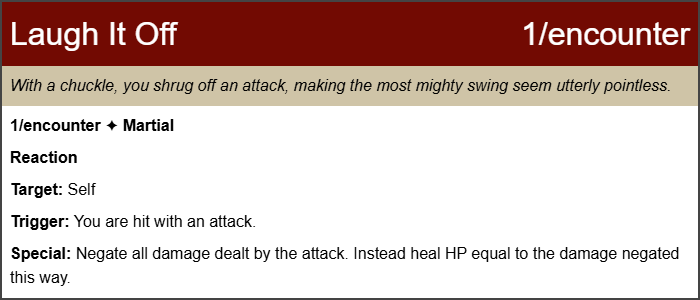 Laugh It Off 1/encounter
With a chuckle, you shrug off an attack, making the most mighty swing seem utterly pointless.
1/encounter ✦ Martial
Reaction
Target: Self
Trigger: You are hit with an attack.
Special: Negate all damage dealt by the attack. Instead heal HP equal to the damage negated
this way.